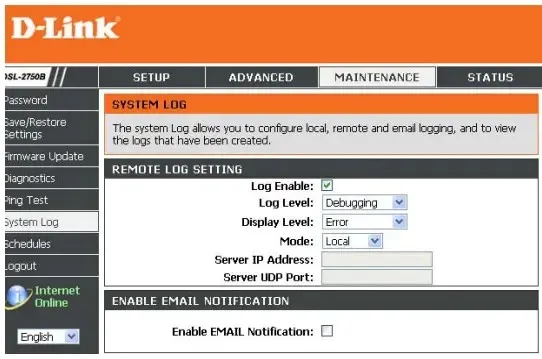 D-Link
DSL-2750B
SETUP
ADVANCED
MAINTENANCE
STATUS
Password
Save/Restore
Settings
Firmware Update
Diagnostics
Ping Test
System Log
Schedules
Logout
Internet
Online
English
SYSTEM LOG
The system Log allows you to configure local, remote and email logging, and to view
the logs that have been created.
REMOTE LOG SETTING
Log Enable:
Log Level: Debugging
Display Level: Error
Mode: Local
Server IP Address:
Server UDP Port:
ENABLE EMAIL NOTIFICATION
Enable EMAIL Notification: